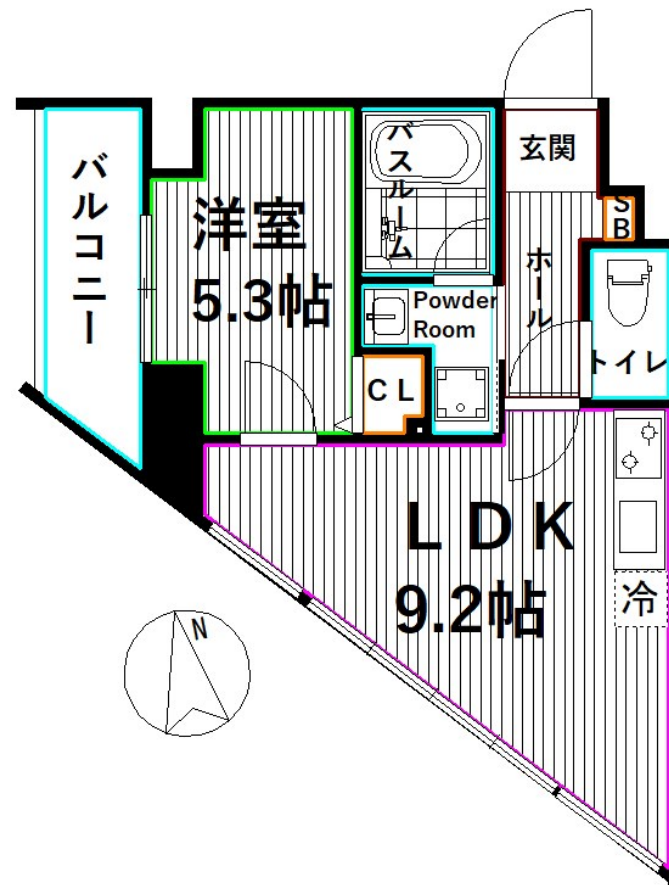 玄関
バスルーム
SB
バルコニー
洋室
5.3帖
ホール
Powder
Room
トイレ
CL
LDK
9.2帖
冷
N